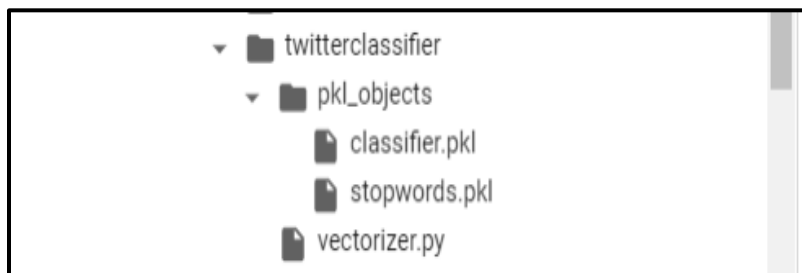 twitterclassifier
pkl_objects
classifier.pkl
stopwords.pkl
vectorizer.py